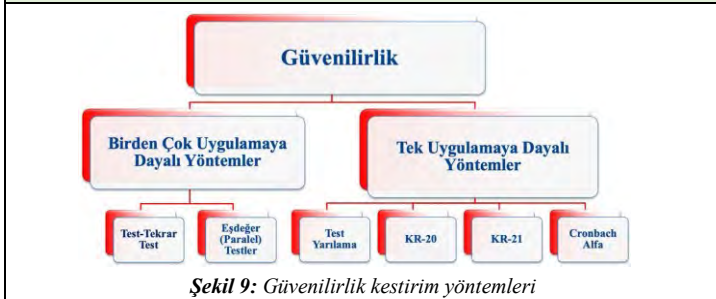 Güvenilirlik
Birden Çok Uygulamaya
Dayalı Yöntemler
Tek Uygulamaya Dayalı
Yöntemler
Test-Tekrar
Test
Eşdeğer
(Paralel)
Testler
Test
Yarılama
KR-20
KR-21
Cronbach
Alfa
Şekil 9: Güvenilirlik kestirim yöntemleri